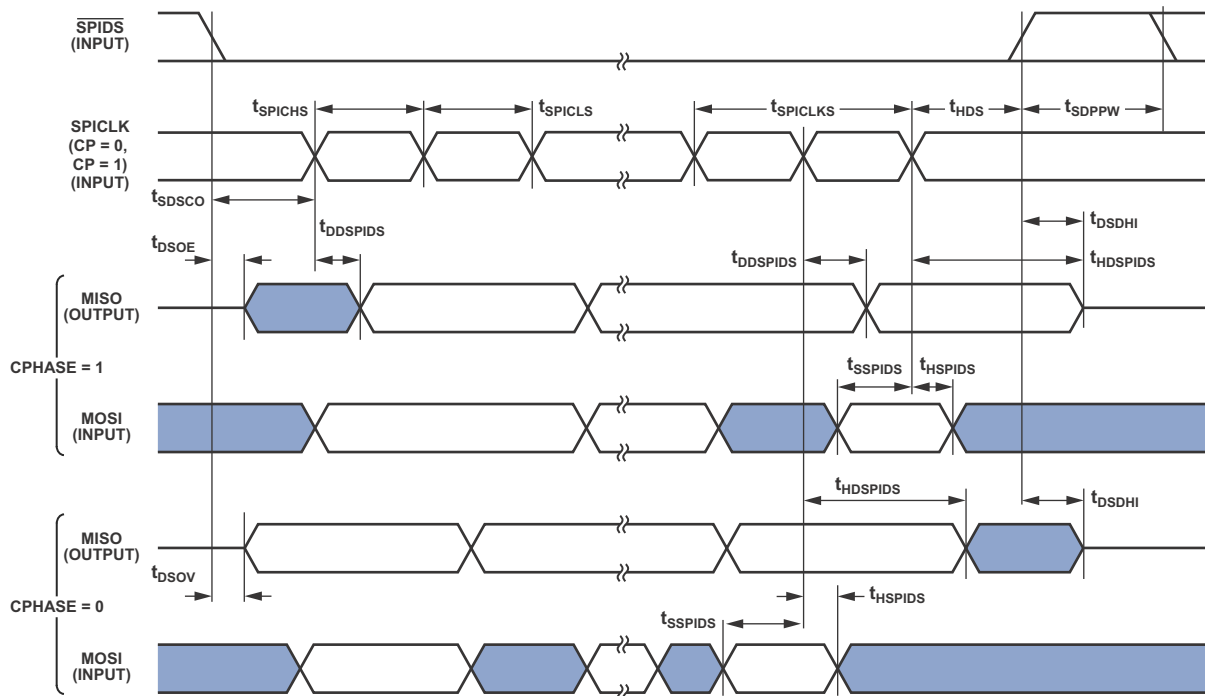 SPIDS
(INPUT)
tSPICHS
tSPICLS
tSPICLKS
tHDS
tSDPPW
SPICLK
(CP = 0,
CP = 1)
(INPUT)
tSDSCO
tDSOE
tDDSPIDS
tDDSPIDS
tDSDHI
tHDSPIDS
MISO
(OUTPUT)
CPHASE = 1
tSSPIDS
tHSPIDS
MOSI
(INPUT)
tHDSPIDS
tDSDHI
MISO
(OUTPUT)
tDSOV
CPHASE = 0
tHSPIDS
tSSPIDS
MOSI
(INPUT)